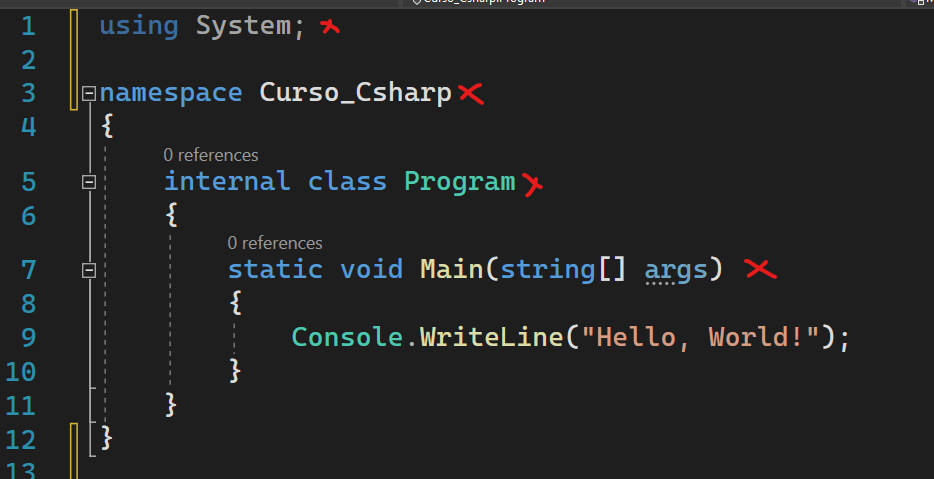 Curso_Csharp.Program
1 using System;
2
3 namespace Curso_Csharp
4 {
0 references
5 internal class Program
6 {
0 references
7 static void Main(string[] args)
8 {
9 Console.WriteLine("Hello, World!");
10 }
11 }
12 }
13